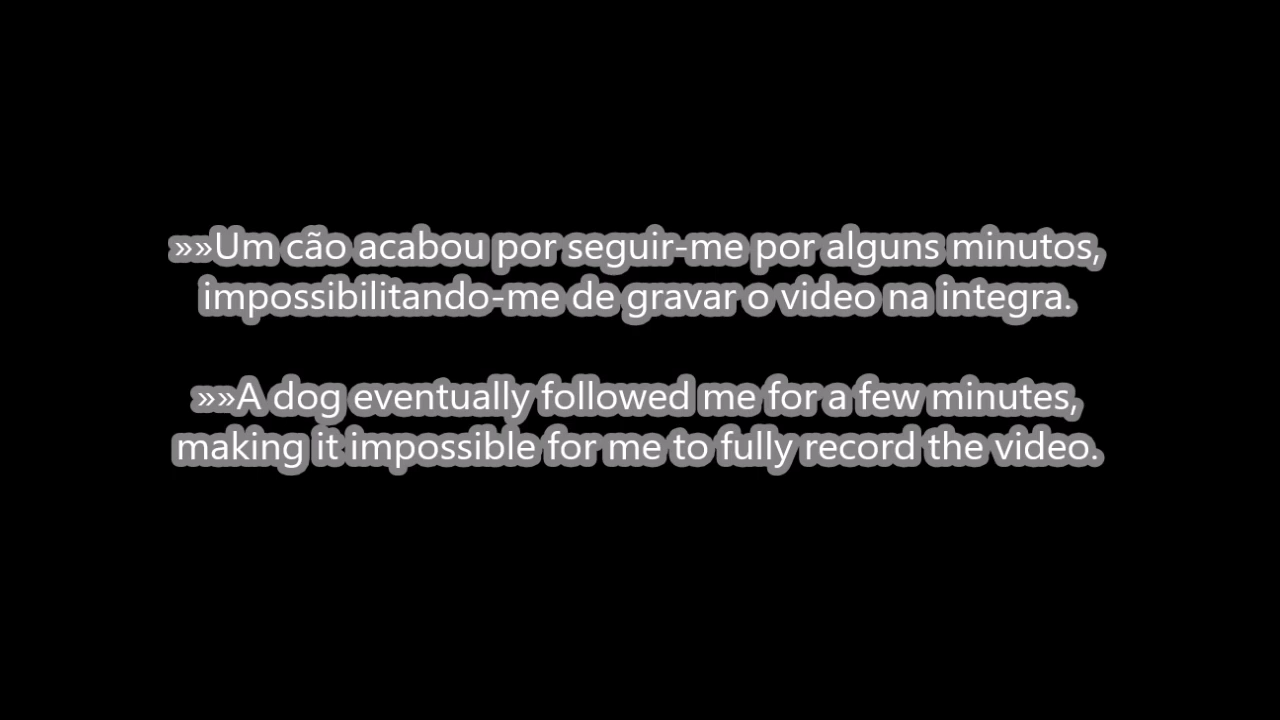 »»Um cão acabou por seguir-me por alguns minutos,
impossibilitando-me de gravar o video na integra.
»»A dog eventually followed me for a few minutes,
making it impossible for me to fully record the video.